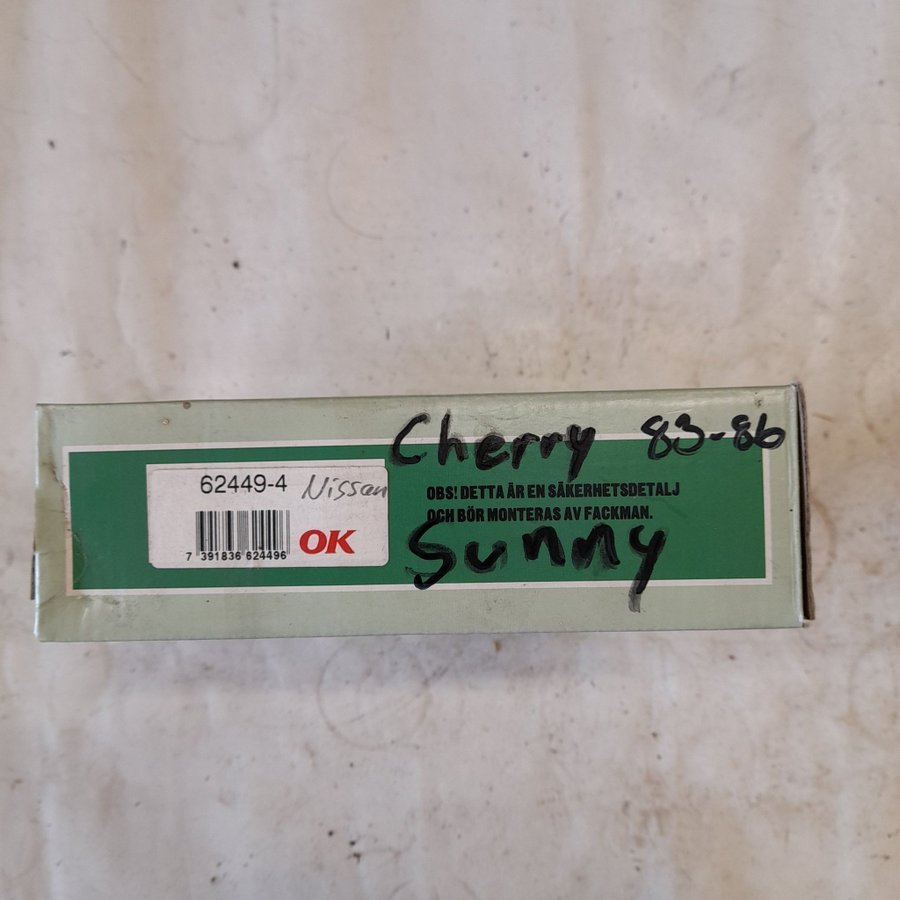 Cherry 83-86
62449-4 Nissan
OBS! DETTA ÄR EN SÄKERHETSDETALJ
OCH BÖR MONTERAS AV FACKMAN.
7 391836 624496 OK
Sunny